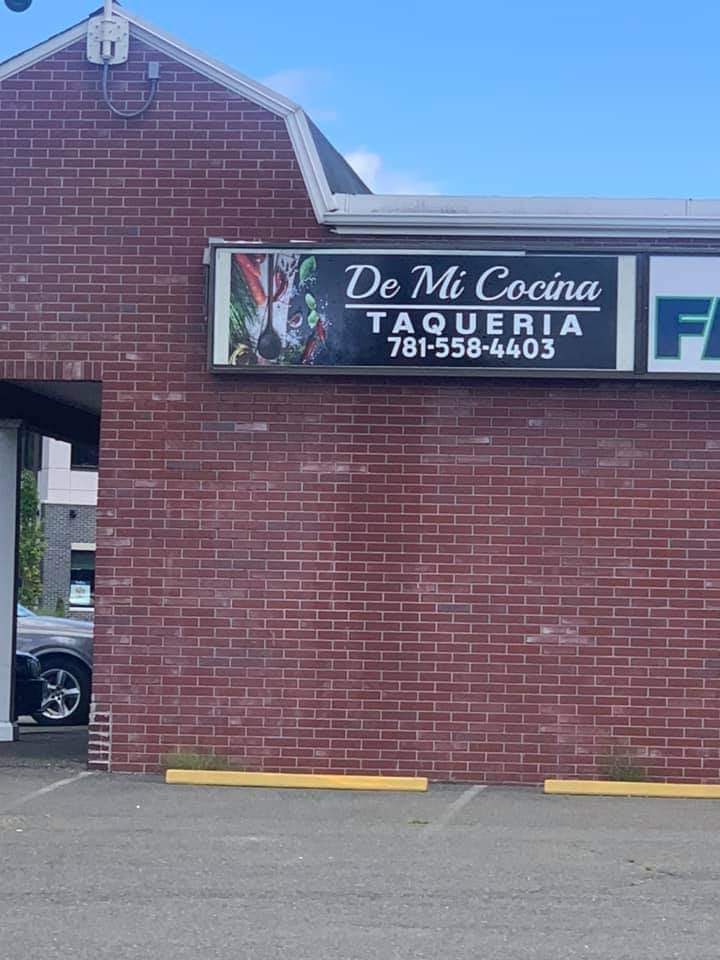 De Mi Cocina
TAQUERIA
781-558-4403